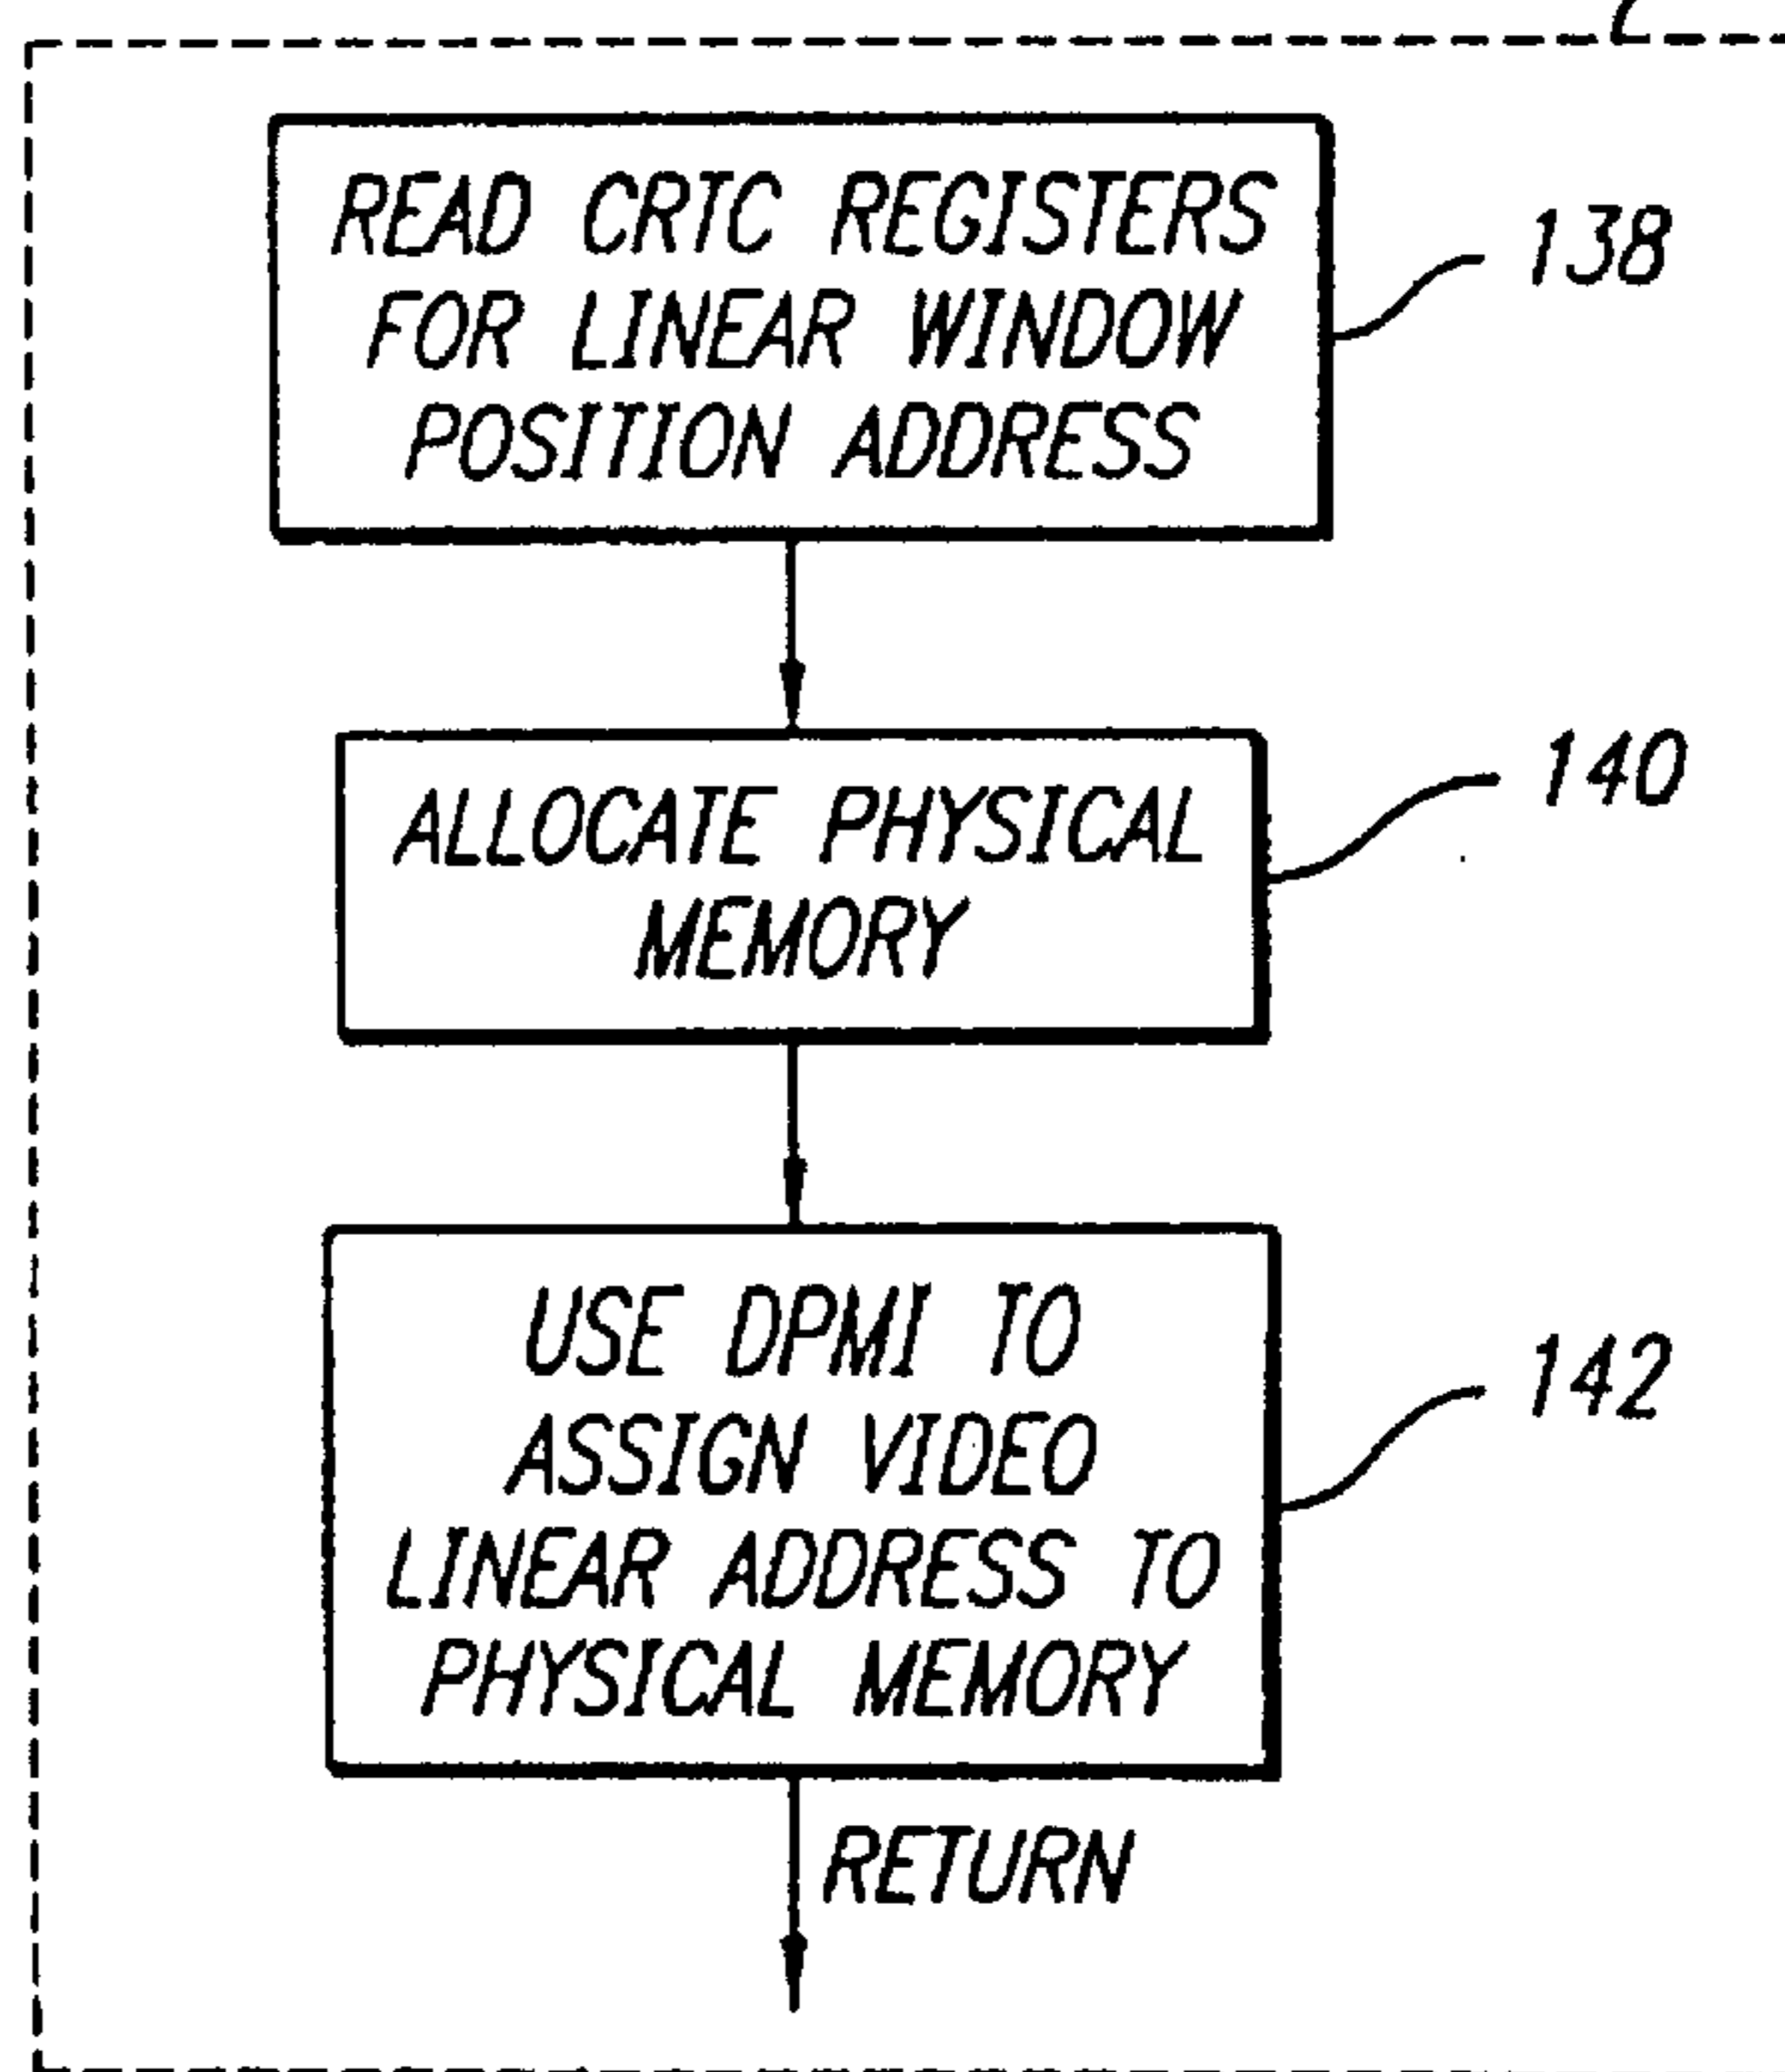 READ CRTC REGISTERS
FOR LINEAR WINDOW
POSITION ADDRESS
138
ALLOCATE PHYSICAL
MEMORY
140
USE DPMI TO
ASSIGN VIDEO
LINEAR ADDRESS TO
PHYSICAL MEMORY
142
RETURN